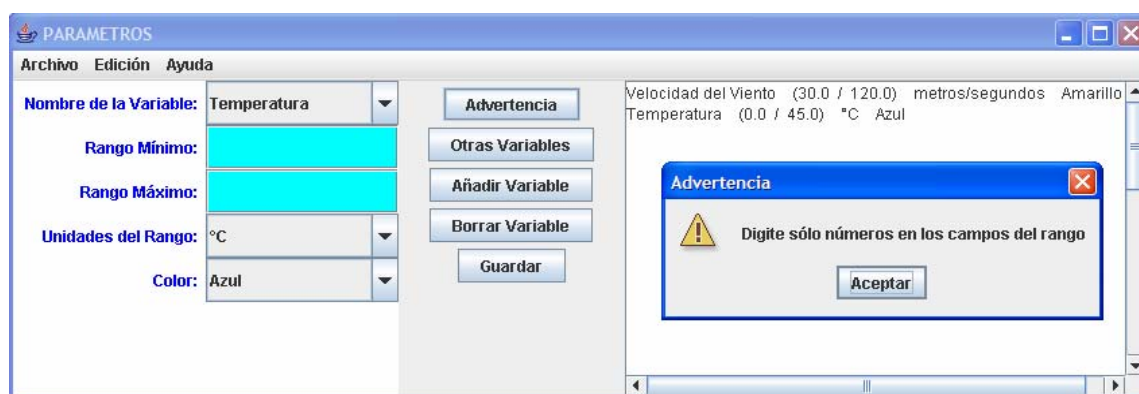 PARAMETROS
Archivo Edición Ayuda
Nombre de la Variable: Temperatura
Rango Mínimo:
Rango Máximo:
Unidades del Rango: °C
Color: Azul
Advertencia
Otras Variables
Añadir Variable
Borrar Variable
Guardar
Velocidad del Viento (30.0 / 120.0) metros/segundos Amarillo
Temperatura (0.0 / 45.0) °C Azul
Advertencia
Digite sólo números en los campos del rango
Aceptar